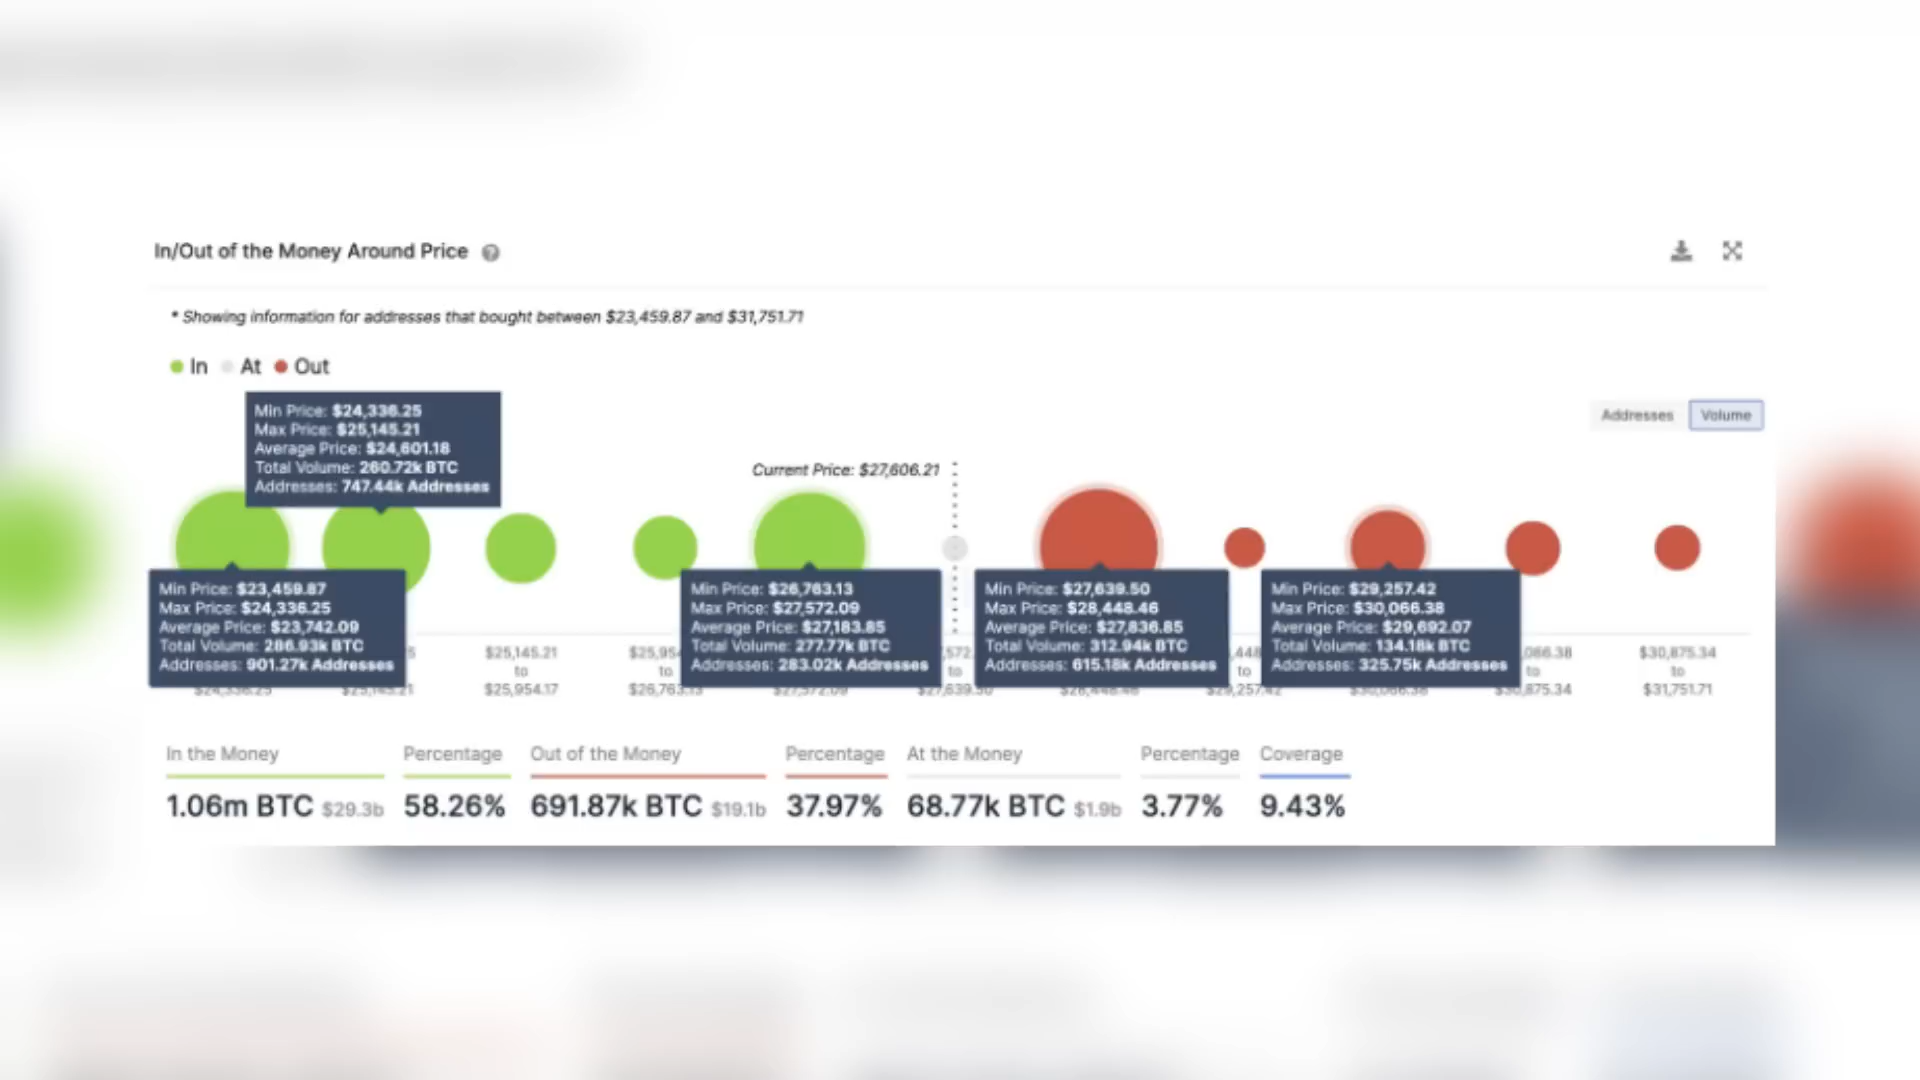 In/Out of the Money Around Price
* Showing information for addresses that bought between $23,459.87 and $31,751.71
In At Out
Addresses Volume
Min Price: $24,336.25
Max Price: $25,145.21
Average Price: $24,601.18
Total Volume: 260.72k BTC
Addresses: 747.44k Addresses
Current Price: $27,606.21
Min Price: $23,459.87
Max Price: $24,336.25
Average Price: $23,742.09
Total Volume: 286.93k BTC
Addresses: 901.27k Addresses
Min Price: $26,763.13
Max Price: $27,572.09
Average Price: $27,183.85
Total Volume: 277.77k BTC
Addresses: 283.02k Addresses
Min Price: $27,639.50
Max Price: $28,448.46
Average Price: $27,836.85
Total Volume: 312.94k BTC
Addresses: 615.18k Addresses
Min Price: $29,257.42
Max Price: $30,066.38
Average Price: $29,692.07
Total Volume: 134.18k BTC
Addresses: 325.75k Addresses
$25,145.21
to
$25,954.17
to
to
to
to
$30,875.34
to
$31,751.71
In the Money
1.06m BTC $29.3b
Percentage
58.26%
Out of the Money
691.87k BTC $19.1b
Percentage
37.97%
At the Money
68.77k BTC $1.9b
Percentage
3.77%
Coverage
9.43%